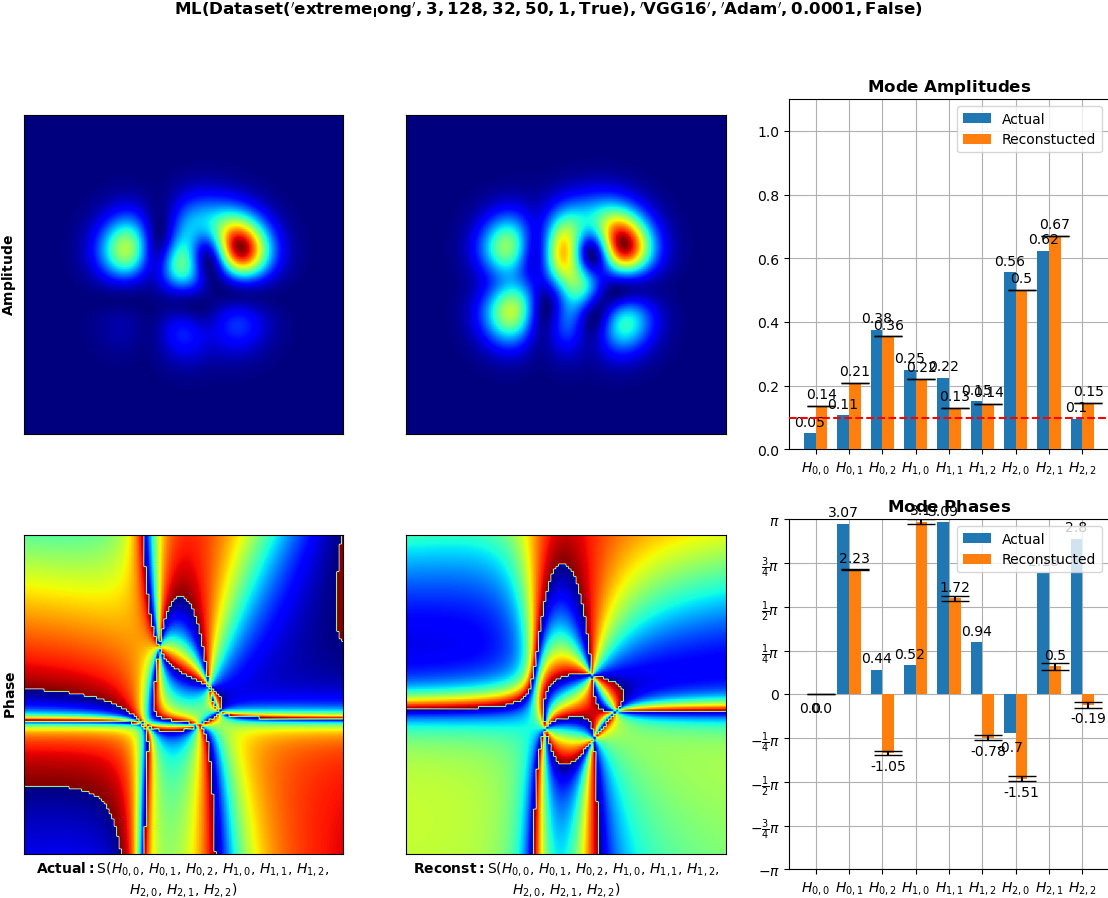 ML(Dataset('extreme_long', 3, 128, 32, 50, 1, True), 'VGG16', 'Adam', 0.0001, False)
Amplitude
Mode Amplitudes
Actual
Reconstucted
1.0
0.8
0.6
0.4
0.2
0.0
0.05
0.14
0.11
0.21
0.38
0.36
0.25
0.22
0.22
0.13
0.15
0.14
0.56
0.5
0.62
0.67
0.1
0.15
H0,0 H0,1 H0,2 H1,0 H1,1 H1,2 H2,0 H2,1 H2,2
Phase
Actual: S(H0,0, H0,1, H0,2, H1,0, H1,1, H1,2,
H2,0, H2,1, H2,2)
Reconst: S(H0,0, H0,1, H0,2, H1,0, H1,1, H1,2,
H2,0, H2,1, H2,2)
Mode Phases
Actual
Reconstucted
π
3/4π
1/2π
1/4π
0
−1/4π
−1/2π
−3/4π
−π
0.0
3.07
2.23
0.44
-1.05
0.52
3.09
1.72
0.94
-0.78
-0.7
-1.51
0.5
2.8
-0.19
H0,0 H0,1 H0,2 H1,0 H1,1 H1,2 H2,0 H2,1 H2,2